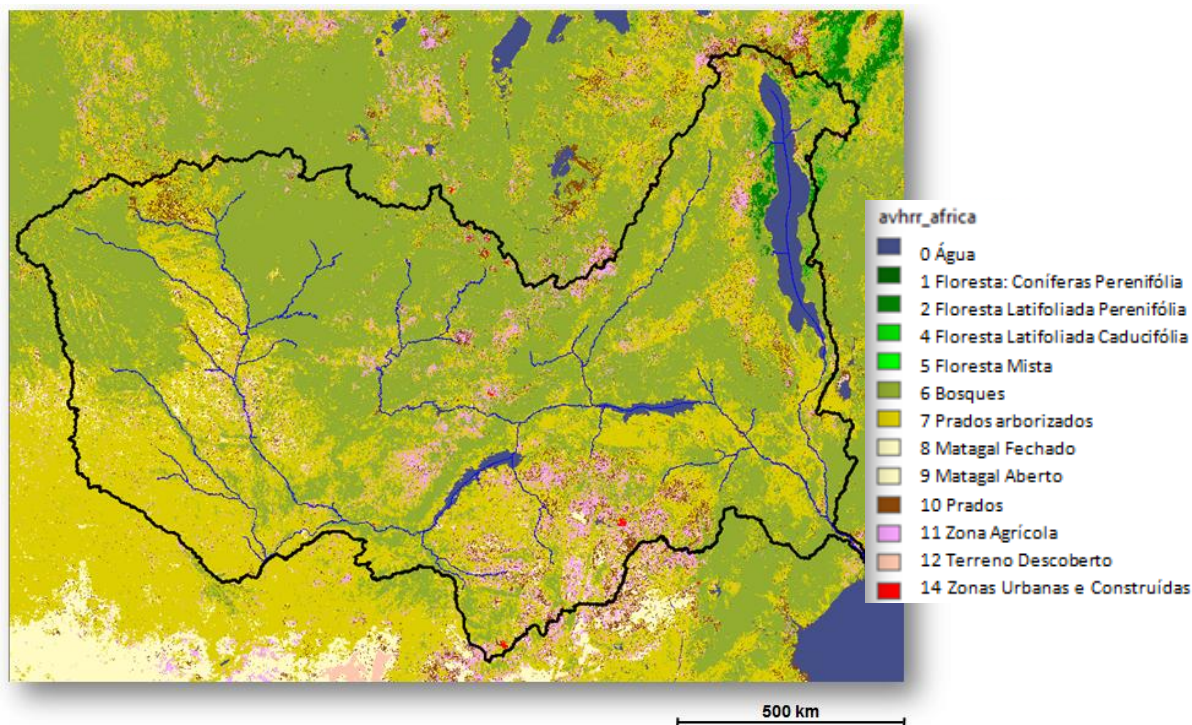 avhrr_africa
0 Água
1 Floresta: Coníferas Perenifólia
2 Floresta Latifoliada Perenifólia
4 Floresta Latifoliada Caducifólia
5 Floresta Mista
6 Bosques
7 Prados arborizados
8 Matagal Fechado
9 Matagal Aberto
10 Prados
11 Zona Agrícola
12 Terreno Descoberto
14 Zonas Urbanas e Construídas
500 km